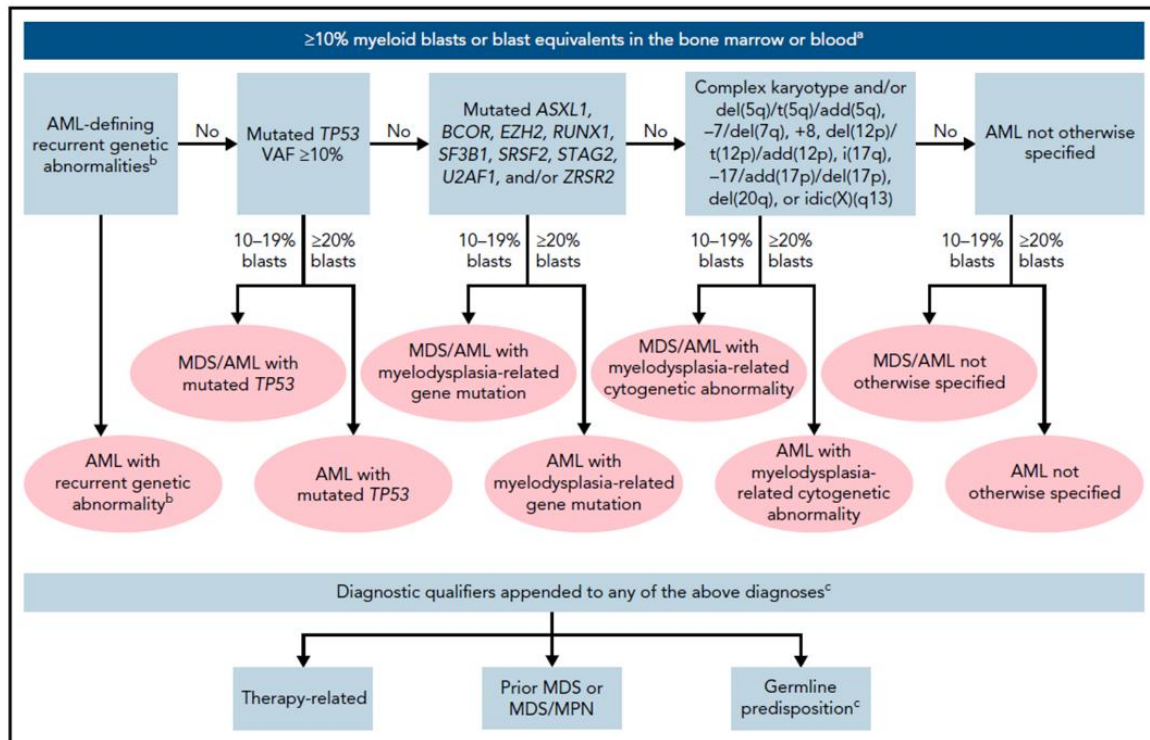 ≥10% myeloid blasts or blast equivalents in the bone marrow or bloodᵃ
AML-defining
recurrent genetic
abnormalitiesᵇ
No
Mutated TP53
VAF ≥10%
No
Mutated ASXL1,
BCOR, EZH2, RUNX1,
SF3B1, SRSF2, STAG2,
U2AF1, and/or ZRSR2
No
Complex karyotype and/or
del(5q)/t(5q)/add(5q),
–7/del(7q), +8, del(12p)/
t(12p)/add(12p), i(17q),
–17/add(17p)/del(17p),
del(20q), or idic(X)(q13)
No
AML not otherwise
specified
10–19%
blasts
≥20%
blasts
10–19%
blasts
≥20%
blasts
10–19%
blasts
≥20%
blasts
10–19%
blasts
≥20%
blasts
MDS/AML with
mutated TP53
MDS/AML with
myelodysplasia-related
gene mutation
MDS/AML with
myelodysplasia-related
cytogenetic abnormality
MDS/AML not
otherwise specified
AML with
recurrent genetic
abnormalityᵇ
AML with
mutated TP53
AML with
myelodysplasia-related
gene mutation
AML with
myelodysplasia-
related cytogenetic
abnormality
AML not
otherwise specified
Diagnostic qualifiers appended to any of the above diagnosesᶜ
Therapy-related
Prior MDS or
MDS/MPN
Germline
predispositionᶜ